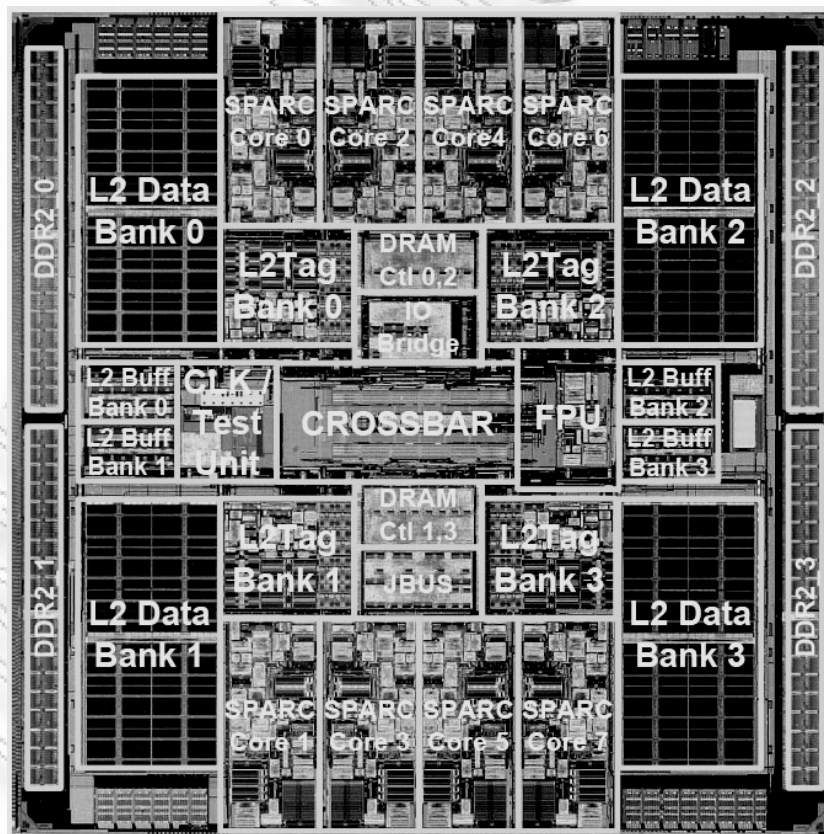 SPARC
Core 0
SPARC
Core 2
SPARC
Core4
SPARC
Core 6
DDR2_0
L2 Data
Bank 0
L2 Data
Bank 2
DDR2_2
L2Tag
Bank 0
DRAM
Ctl 0,2
L2Tag
Bank 2
IO
Bridge
L2 Buff
Bank 0
L2 Buff
Bank 1
CLK /
Test
Unit
CROSSBAR
FPU
L2 Buff
Bank 2
L2 Buff
Bank 3
DDR2_1
L2 Data
Bank 1
L2Tag
Bank 1
DRAM
Ctl 1,3
JBUS
L2Tag
Bank 3
L2 Data
Bank 3
DDR2_3
SPARC
Core 1
SPARC
Core 3
SPARC
Core 5
SPARC
Core 7